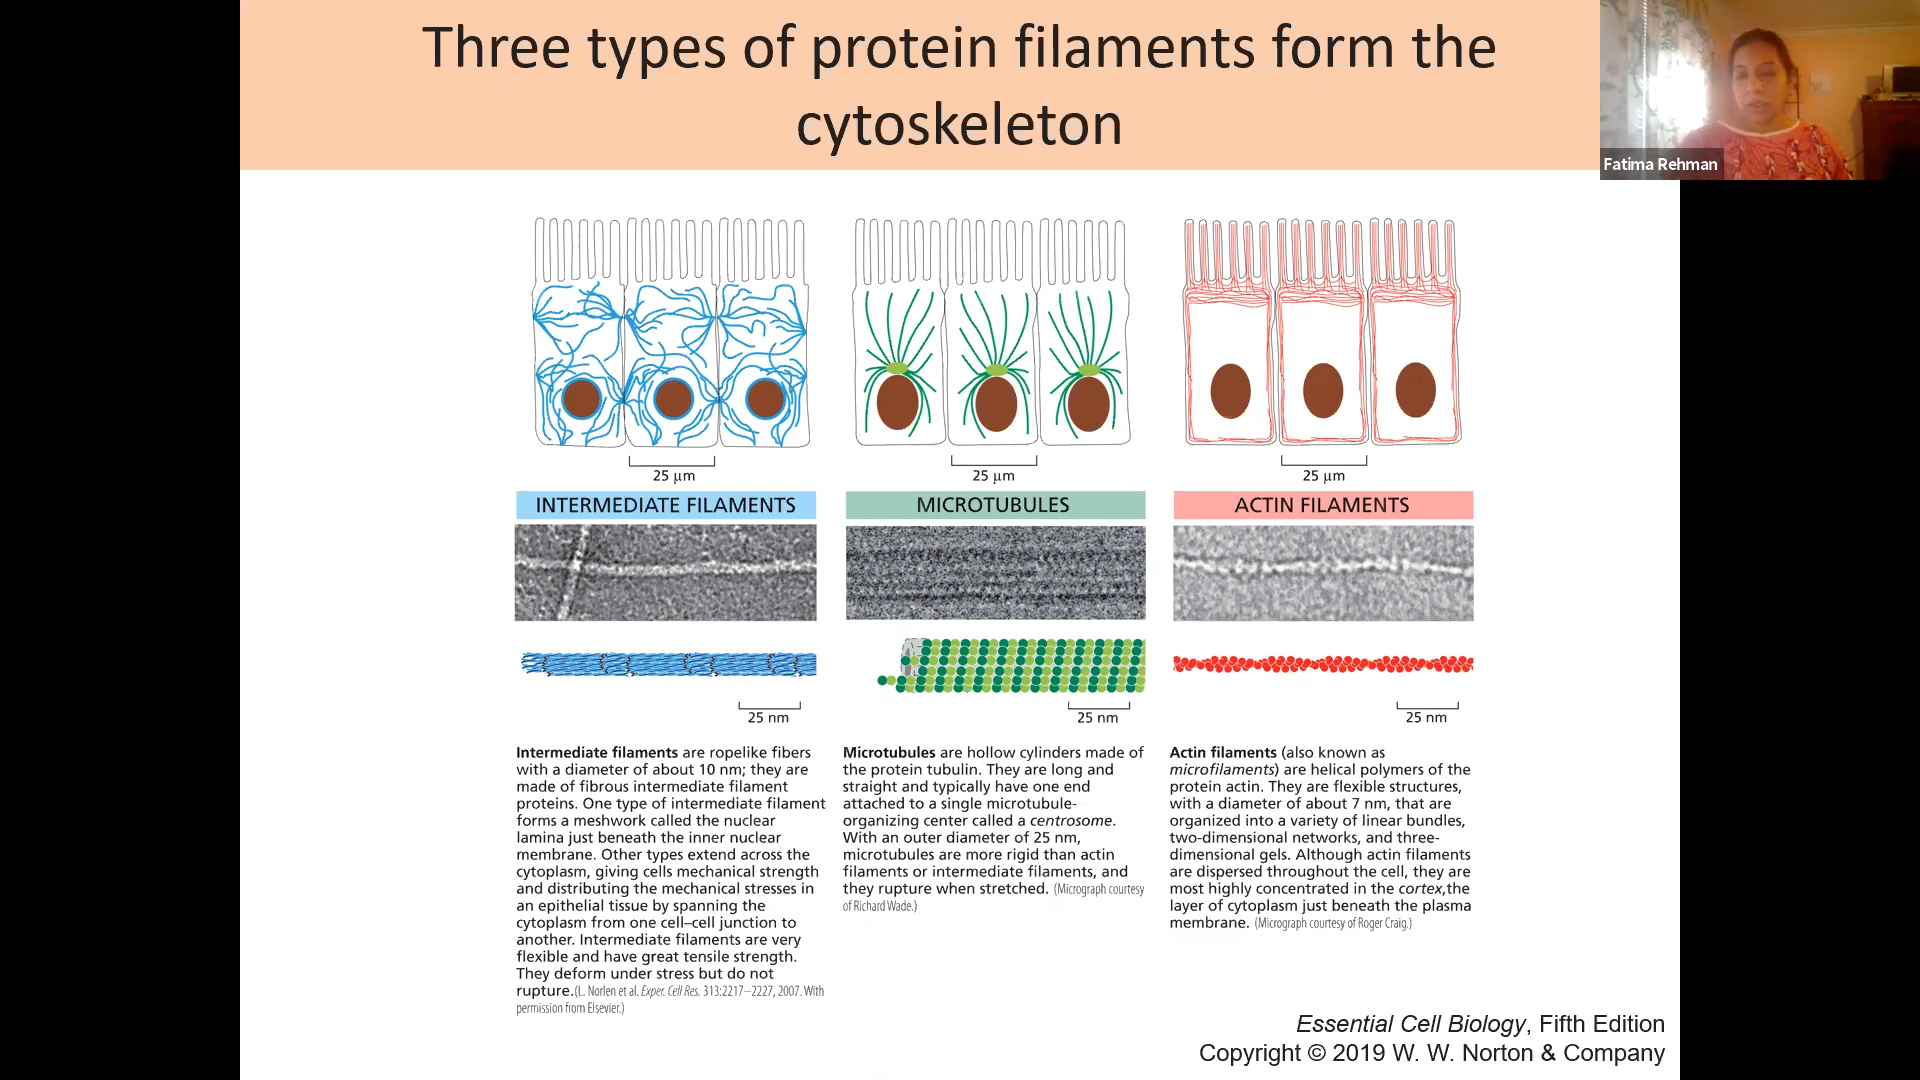 Three types of protein filaments form the
cytoskeleton
Fatima Rehman
25 µm
25 µm
25 µm
INTERMEDIATE FILAMENTS
MICROTUBULES
ACTIN FILAMENTS
25 nm
25 nm
25 nm
Intermediate filaments are ropelike fibers
with a diameter of about 10 nm; they are
made of fibrous intermediate filament
proteins. One type of intermediate filament
forms a meshwork called the nuclear
lamina just beneath the inner nuclear
membrane. Other types extend across the
cytoplasm, giving cells mechanical strength
and distributing the mechanical stresses in
an epithelial tissue by spanning the
cytoplasm from one cell–cell junction to
another. Intermediate filaments are very
flexible and have great tensile strength.
They deform under stress but do not
rupture.(L. Norlen et al. Exper. Cell Res. 313:2217–2227, 2007. With
permission from Elsevier.)
Microtubules are hollow cylinders made of
the protein tubulin. They are long and
straight and typically have one end
attached to a single microtubule-
organizing center called a centrosome.
With an outer diameter of 25 nm,
microtubules are more rigid than actin
filaments or intermediate filaments, and
they rupture when stretched. (Micrograph courtesy
of Richard Wade.)
Actin filaments (also known as
microfilaments) are helical polymers of the
protein actin. They are flexible structures,
with a diameter of about 7 nm, that are
organized into a variety of linear bundles,
two-dimensional networks, and three-
dimensional gels. Although actin filaments
are dispersed throughout the cell, they are
most highly concentrated in the cortex,the
layer of cytoplasm just beneath the plasma
membrane. (Micrograph courtesy of Roger Craig.)
Essential Cell Biology, Fifth Edition
Copyright © 2019 W. W. Norton & Company